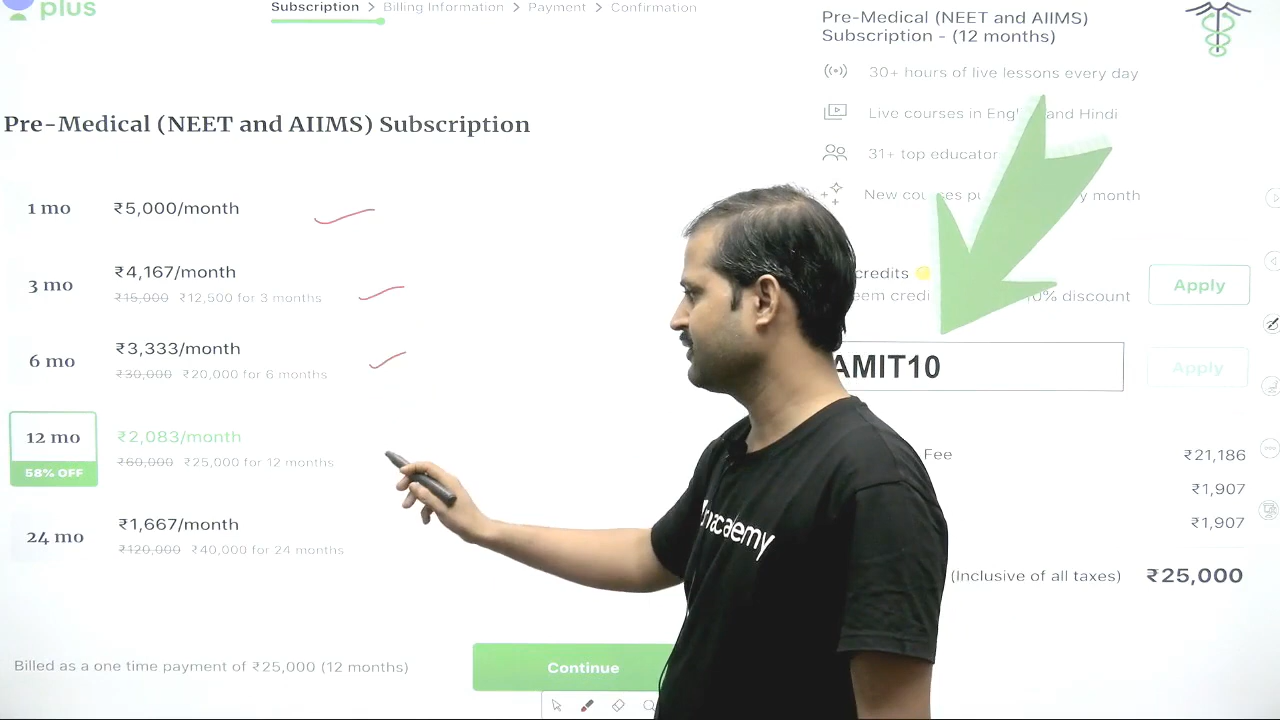 plus
Subscription > Billing Information > Payment > Confirmation
Pre-Medical (NEET and AIIMS) Subscription
1 mo
₹5,000/month
3 mo
₹4,167/month
₹15,000 ₹12,500 for 3 months
6 mo
₹3,333/month
₹30,000 ₹20,000 for 6 months
12 mo
58% OFF
₹2,083/month
₹60,000 ₹25,000 for 12 months
24 mo
₹1,667/month
₹120,000 ₹40,000 for 24 months
Billed as a one time payment of ₹25,000 (12 months)
Continue
Pre-Medical (NEET and AIIMS)
Subscription - (12 months)
30+ hours of live lessons every day
Live courses in and Hindi
31+ top educator
New month
credits
discount
Apply
AMIT10
Apply
Fee
₹21,186
₹1,907
₹1,907
(Inclusive of all taxes) ₹25,000